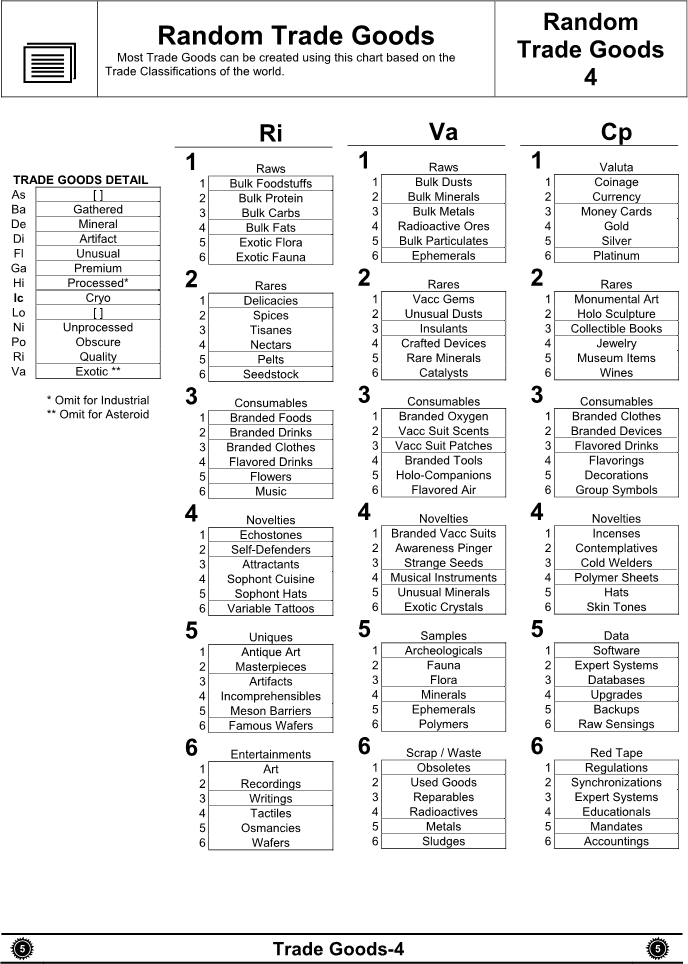 Random Trade Goods
Most Trade Goods can be created using this chart based on the
Trade Classifications of the world.
Random
Trade Goods
4
TRADE GOODS DETAIL
As [ ]
Ba Gathered
De Mineral
Di Artifact
Fl Unusual
Ga Premium
Hi Processed*
Ic Cryo
Lo [ ]
Ni Unprocessed
Po Obscure
Ri Quality
Va Exotic **
* Omit for Industrial
** Omit for Asteroid
Ri
1 Raws
1 Bulk Foodstuffs
2 Bulk Protein
3 Bulk Carbs
4 Bulk Fats
5 Exotic Flora
6 Exotic Fauna
2 Rares
1 Delicacies
2 Spices
3 Tisanes
4 Nectars
5 Pelts
6 Seedstock
3 Consumables
1 Branded Foods
2 Branded Drinks
3 Branded Clothes
4 Flavored Drinks
5 Flowers
6 Music
4 Novelties
1 Echostones
2 Self-Defenders
3 Attractants
4 Sophont Cuisine
5 Sophont Hats
6 Variable Tattoos
5 Uniques
1 Antique Art
2 Masterpieces
3 Artifacts
4 Incomprehensibles
5 Meson Barriers
6 Famous Wafers
6 Entertainments
1 Art
2 Recordings
3 Writings
4 Tactiles
5 Osmancies
6 Wafers
Va
1 Raws
1 Bulk Dusts
2 Bulk Minerals
3 Bulk Metals
4 Radioactive Ores
5 Bulk Particulates
6 Ephemerals
2 Rares
1 Vacc Gems
2 Unusual Dusts
3 Insulants
4 Crafted Devices
5 Rare Minerals
6 Catalysts
3 Consumables
1 Branded Oxygen
2 Vacc Suit Scents
3 Vacc Suit Patches
4 Branded Tools
5 Holo-Companions
6 Flavored Air
4 Novelties
1 Branded Vacc Suits
2 Awareness Pinger
3 Strange Seeds
4 Musical Instruments
5 Unusual Minerals
6 Exotic Crystals
5 Samples
1 Archeologicals
2 Fauna
3 Flora
4 Minerals
5 Ephemerals
6 Polymers
6 Scrap / Waste
1 Obsoletes
2 Used Goods
3 Reparables
4 Radioactives
5 Metals
6 Sludges
Cp
1 Valuta
1 Coinage
2 Currency
3 Money Cards
4 Gold
5 Silver
6 Platinum
2 Rares
1 Monumental Art
2 Holo Sculpture
3 Collectible Books
4 Jewelry
5 Museum Items
6 Wines
3 Consumables
1 Branded Clothes
2 Branded Devices
3 Flavored Drinks
4 Flavorings
5 Decorations
6 Group Symbols
4 Novelties
1 Incenses
2 Contemplatives
3 Cold Welders
4 Polymer Sheets
5 Hats
6 Skin Tones
5 Data
1 Software
2 Expert Systems
3 Databases
4 Upgrades
5 Backups
6 Raw Sensings
6 Red Tape
1 Regulations
2 Synchronizations
3 Expert Systems
4 Educationals
5 Mandates
6 Accountings
5 Trade Goods-4 5